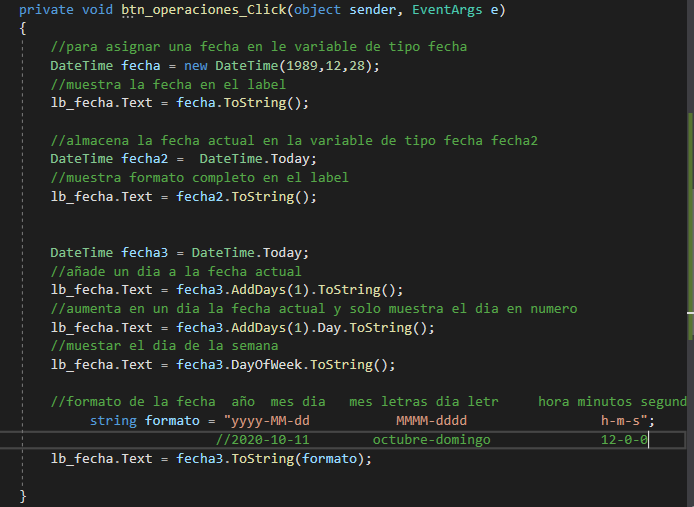 private void btn_operaciones_Click(object sender, EventArgs e)
{
//para asignar una fecha en le variable de tipo fecha
DateTime fecha = new DateTime(1989,12,28);
//muestra la fecha en el label
lb_fecha.Text = fecha.ToString();
//almacena la fecha actual en la variable de tipo fecha fecha2
DateTime fecha2 =  DateTime.Today;
//muestra formato completo en el label
lb_fecha.Text = fecha2.ToString();
DateTime fecha3 = DateTime.Today;
//añade un dia a la fecha actual
lb_fecha.Text = fecha3.AddDays(1).ToString();
//aumenta en un dia la fecha actual y solo muestra el dia en numero
lb_fecha.Text = fecha3.AddDays(1).Day.ToString();
//muestar el dia de la semana
lb_fecha.Text = fecha3.DayOfWeek.ToString();
//formato de la fecha  año  mes dia   mes letras dia letr     hora minutos segund
string formato = "yyyy-MM-dd           MMMM-dddd                 h-m-s";
//2020-10-11        octubre-domingo              12-0-0
lb_fecha.Text = fecha3.ToString(formato);
}